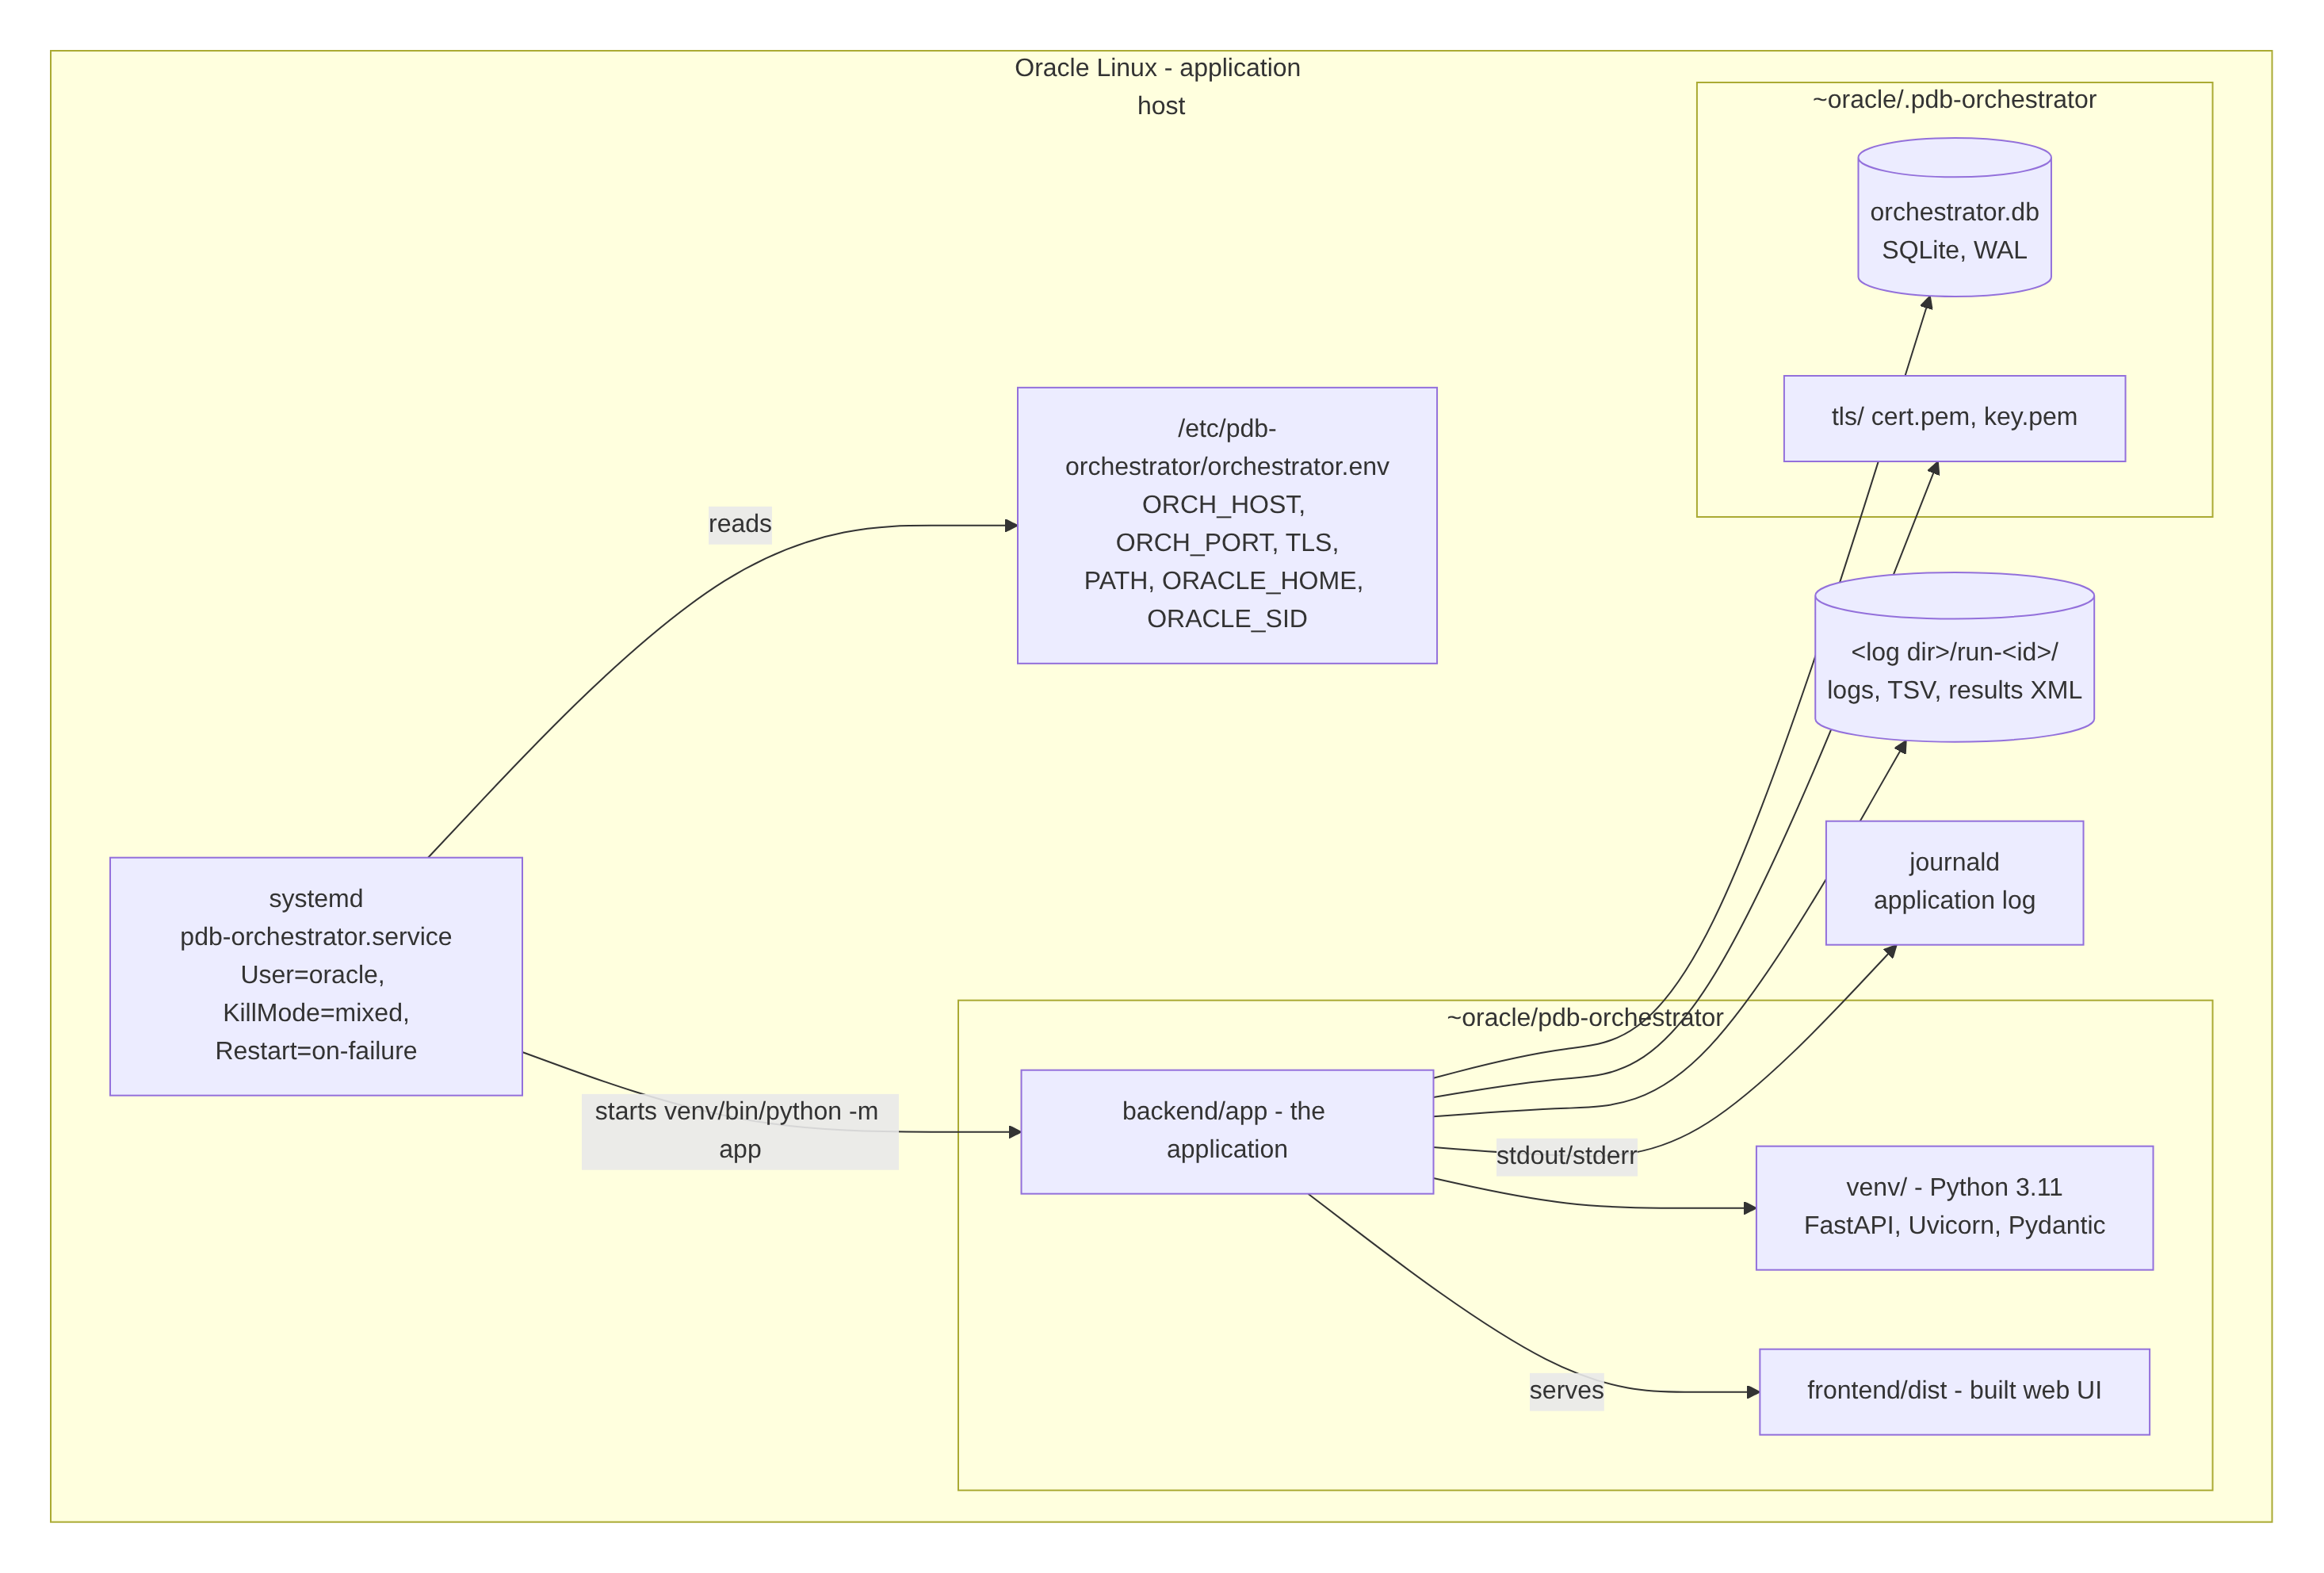 Oracle Linux - application
host
~oracle/.pdb-orchestrator
orchestrator.db
SQLite, WAL
tls/ cert.pem, key.pem
/etc/pdb-
orchestrator/orchestrator.env
ORCH_HOST,
ORCH_PORT, TLS,
PATH, ORACLE_HOME,
ORACLE_SID
reads
<log dir>/run-<id>/
logs, TSV, results XML
journald
application log
systemd
pdb-orchestrator.service
User=oracle,
KillMode=mixed,
Restart=on-failure
~oracle/pdb-orchestrator
starts venv/bin/python -m
app
backend/app - the
application
stdout/stderr
venv/ - Python 3.11
FastAPI, Uvicorn, Pydantic
serves
frontend/dist - built web UI